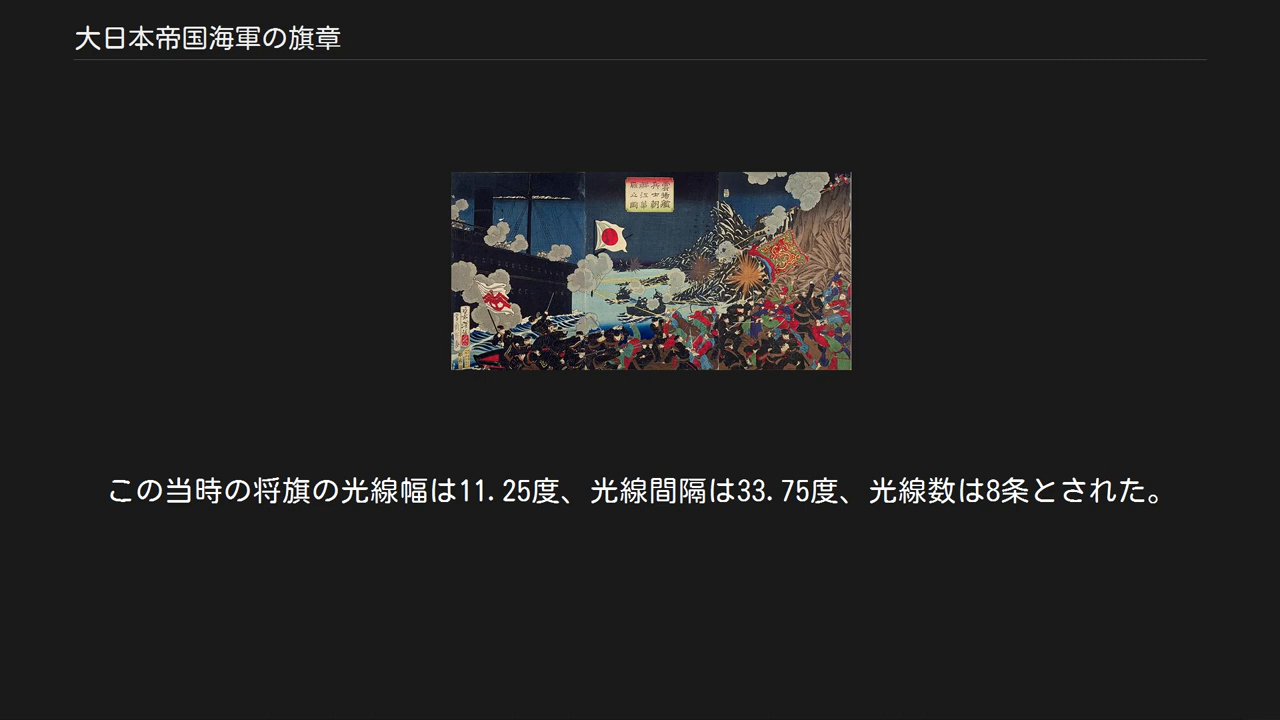 大日本帝国海軍の旗章
この当時の将旗の光線幅は11.25度、光線間隔は33.75度、光線数は8条とされた。